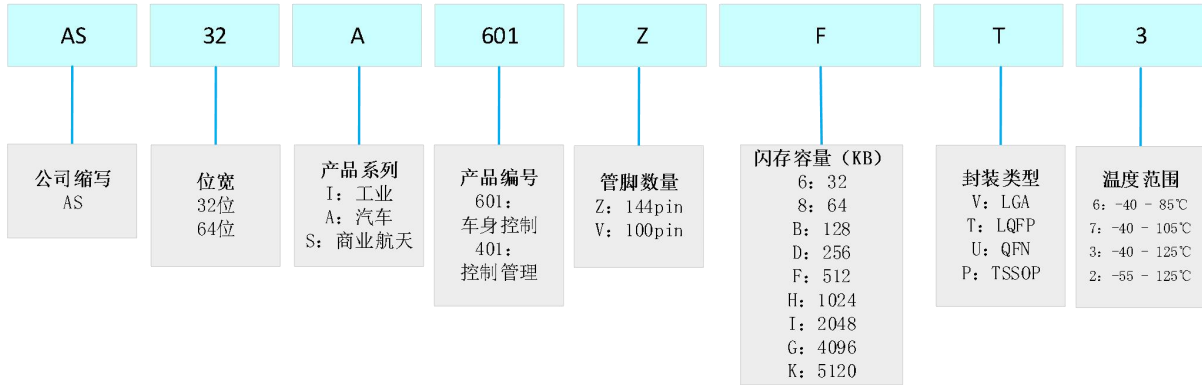 AS
32
A
601
Z
F
T
3
公司缩写
AS
位宽
32位
64位
产品系列
I：工业
A：汽车
S：商业航天
产品编号
601：
车身控制
401：
控制管理
管脚数量
Z：144pin
V：100pin
闪存容量（KB）
6：32
8：64
B：128
D：256
F：512
H：1024
I：2048
G：4096
K：5120
封装类型
V：LGA
T：LQFP
U：QFN
P：TSSOP
温度范围
6：-40 - 85℃
7：-40 - 105℃
3：-40 - 125℃
2：-55 - 125℃